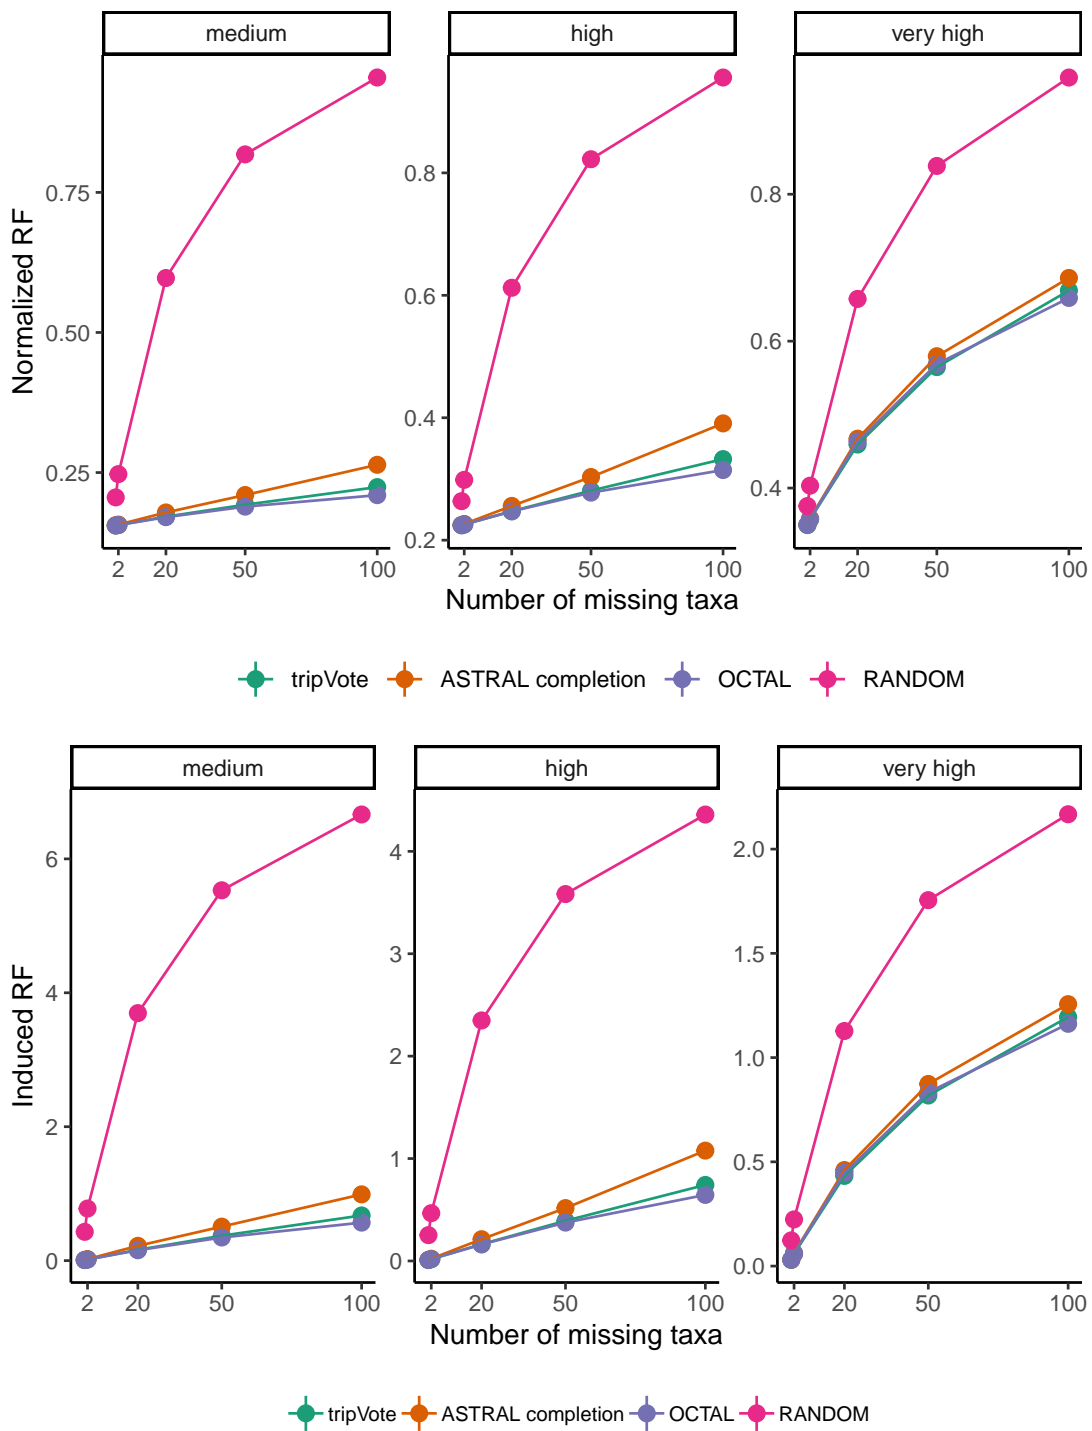 medium high very high
Normalized RF
0.75
0.50
0.25
0.8
0.6
0.4
0.2
0.8
0.6
0.4
2 20 50 100 2 20 50 100 2 20 50 100
Number of missing taxa
tripVote ASTRAL completion OCTAL RANDOM
medium high very high
Induced RF
6
4
2
0
4
3
2
1
0
2.0
1.5
1.0
0.5
0.0
2 20 50 100 2 20 50 100 2 20 50 100
Number of missing taxa
tripVote ASTRAL completion OCTAL RANDOM